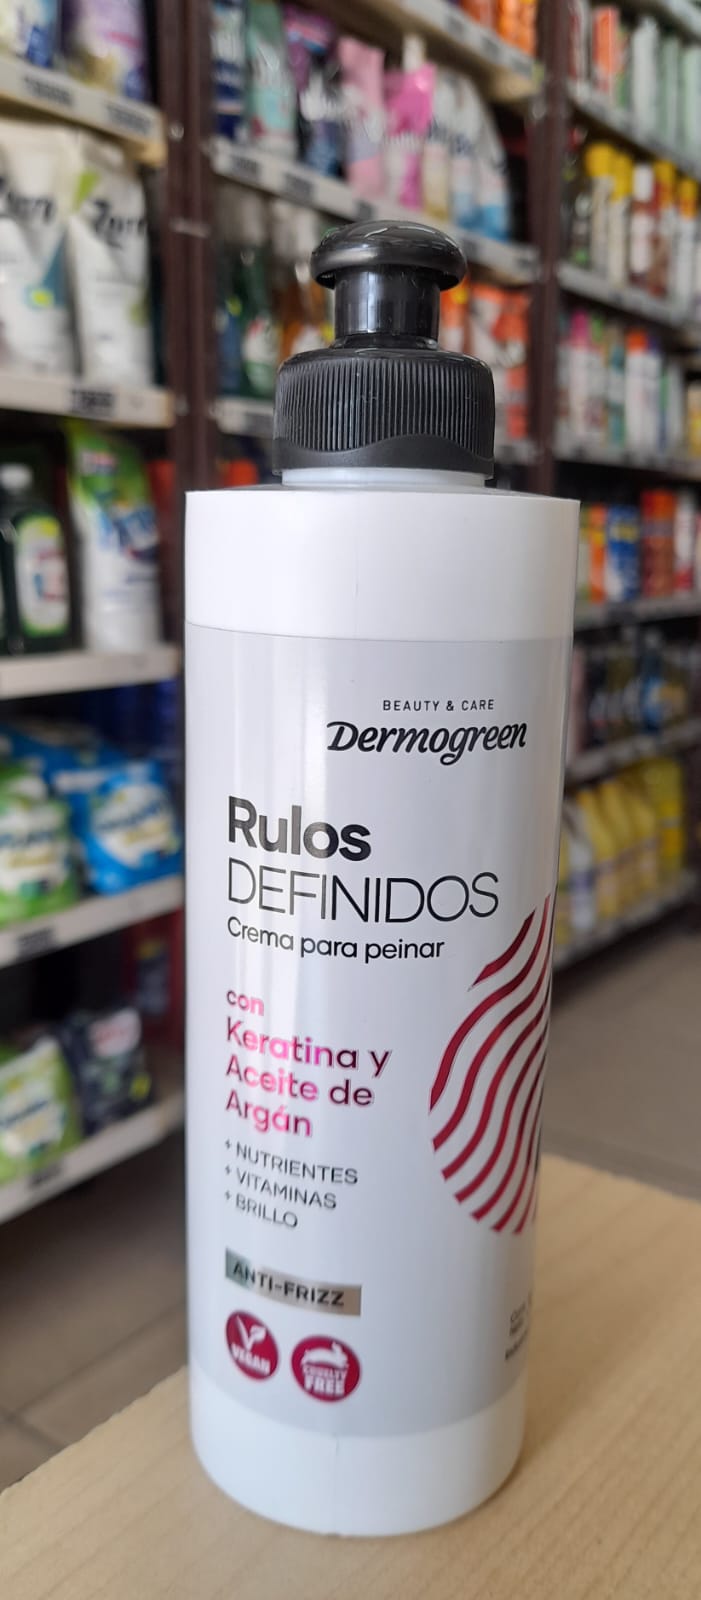 BEAUTY & CARE
Dermogreen
Rulos
DEFINIDOS
Crema para peinar
con
Keratina y
Aceite de
Argán
+ NUTRIENTES
+ VITAMINAS
+ BRILLO
ANTI-FRIZZ
VEGAN
CRUELTY
FREE